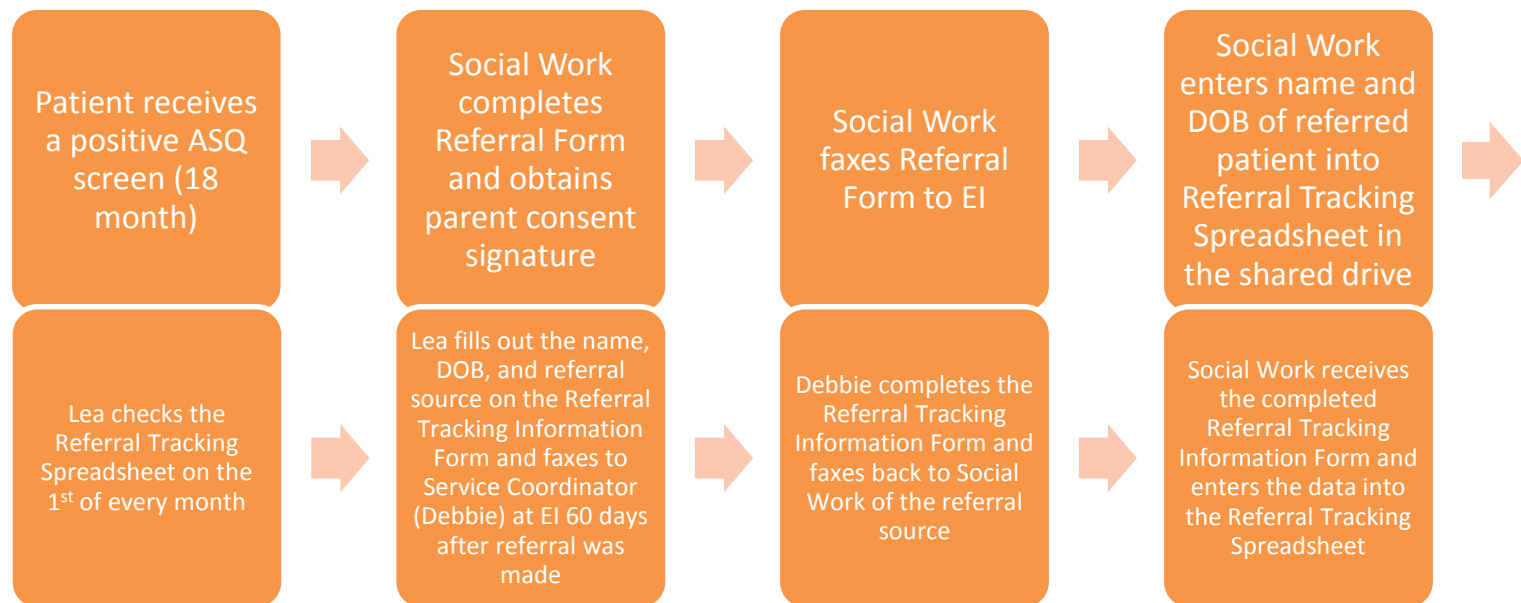 Patient receives
a positive ASQ
screen (18
month)
Social Work
completes
Referral Form
and obtains
parent consent
signature
Social Work
faxes Referral
Form to EI
Social Work
enters name and
DOB of referred
patient into
Referral Tracking
Spreadsheet in
the shared drive
Lea checks the
Referral Tracking
Spreadsheet on the
1st of every month
Lea fills out the name,
DOB, and referral
source on the Referral
Tracking Information
Form and faxes to
Service Coordinator
(Debbie) at EI 60 days
after referral was
made
Debbie completes the
Referral Tracking
Information Form and
faxes back to Social
Work of the referral
source
Social Work receives
the completed
Referral Tracking
Information Form and
enters the data into
the Referral Tracking
Spreadsheet